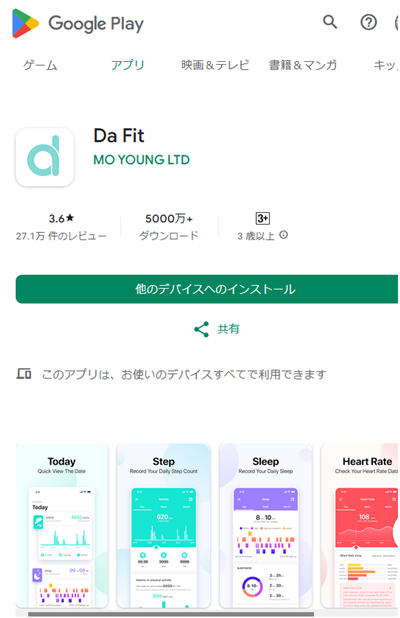 Google Play
ゲーム アプリ 映画＆テレビ 書籍＆マンガ キッ
Da Fit
MO YOUNG LTD
3.6★ 5000万+ 3+
27.1万 件のレビュー ダウンロード 3 歳以上
他のデバイスへのインストール
共有
このアプリは、お使いのデバイスすべてで利用できます
Today Step Sleep Heart Rate
Quick View The Date Record Your Daily Step Count Record Your Daily Sleep Check Your Heart Rate Data
Today